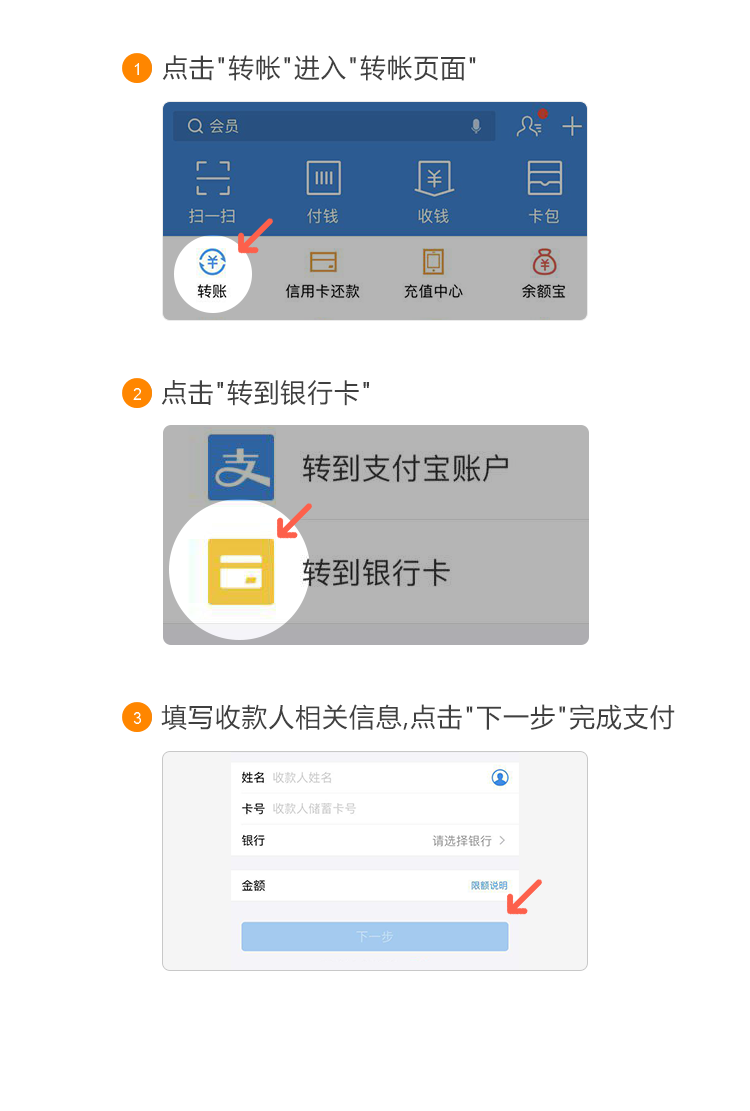 1 点击"转帐"进入"转帐页面"
会员
扫一扫 付钱 收钱 卡包
转账 信用卡还款 充值中心 余额宝
2 点击"转到银行卡"
支 转到支付宝账户
转到银行卡
3 填写收款人相关信息,点击"下一步"完成支付
姓名 收款人姓名
卡号 收款人储蓄卡号
银行 请选择银行
金额 限额说明
下一步